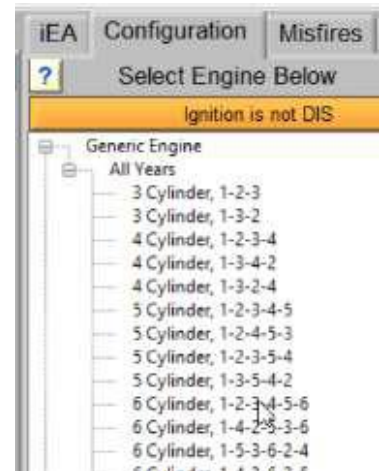 iEA Configuration Misfires
? Select Engine Below
Ignition is not DIS
Generic Engine
All Years
3 Cylinder, 1-2-3
3 Cylinder, 1-3-2
4 Cylinder, 1-2-3-4
4 Cylinder, 1-3-4-2
4 Cylinder, 1-3-2-4
5 Cylinder, 1-2-3-4-5
5 Cylinder, 1-2-4-5-3
5 Cylinder, 1-2-3-5-4
5 Cylinder, 1-3-5-4-2
6 Cylinder, 1-2-3-4-5-6
6 Cylinder, 1-4-2-5-3-6
6 Cylinder, 1-5-3-6-2-4